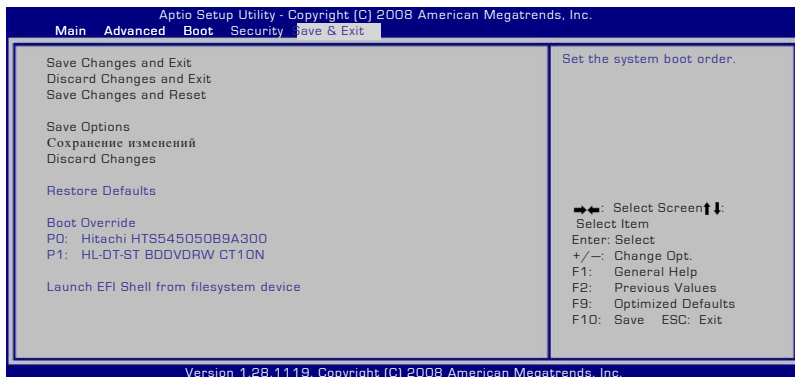 Aptio Setup Utility - Copyright (C) 2008 American Megatrends, Inc.
Main Advanced Boot Security Save & Exit
Save Changes and Exit
Discard Changes and Exit
Save Changes and Reset
Save Options
Сохранение изменений
Discard Changes
Restore Defaults
Boot Override
P0: Hitachi HTS545050B9A300
P1: HL-DT-ST BDDVDRW CT10N
Launch EFI Shell from filesystem device
Set the system boot order.
→←: Select Screen↑↓:
Select Item
Enter: Select
+/—: Change Opt.
F1: General Help
F2: Previous Values
F9: Optimized Defaults
F10: Save ESC: Exit
Version 1.28.1119. Copyright (C) 2008 American Megatrends, Inc.